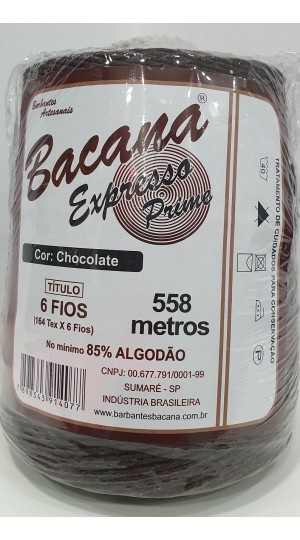 Barbantes
Artesanais
Bacana®
Expresso
Prime
Cor: Chocolate
TÍTULO
6 FIOS
(164 Tex X 6 Fios)
558
metros
No mínimo 85% ALGODÃO
CNPJ: 00.677.791/0001-99
SUMARÉ - SP
INDÚSTRIA BRASILEIRA
www.barbantesbacana.com.br
TRATAMENTO DE CUIDADOS PARA CONSERVAÇÃO
40
P